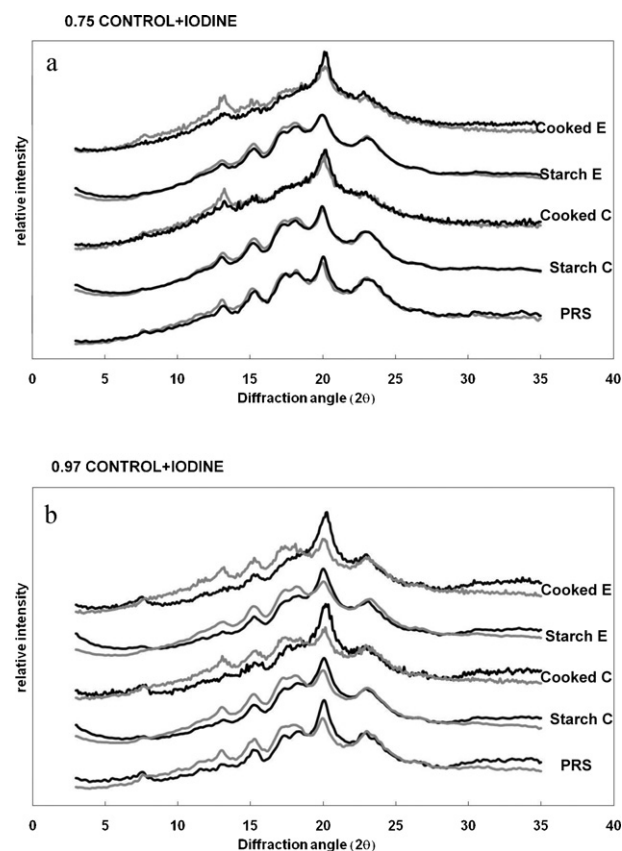 0.75 CONTROL+IODINE
a
relative intensity
Cooked E
Starch E
Cooked C
Starch C
PRS
0 5 10 15 20 25 30 35 40
Diffraction angle (2θ)
0.97 CONTROL+IODINE
b
relative intensity
Cooked E
Starch E
Cooked C
Starch C
PRS
0 5 10 15 20 25 30 35 40
Diffraction angle (2θ)